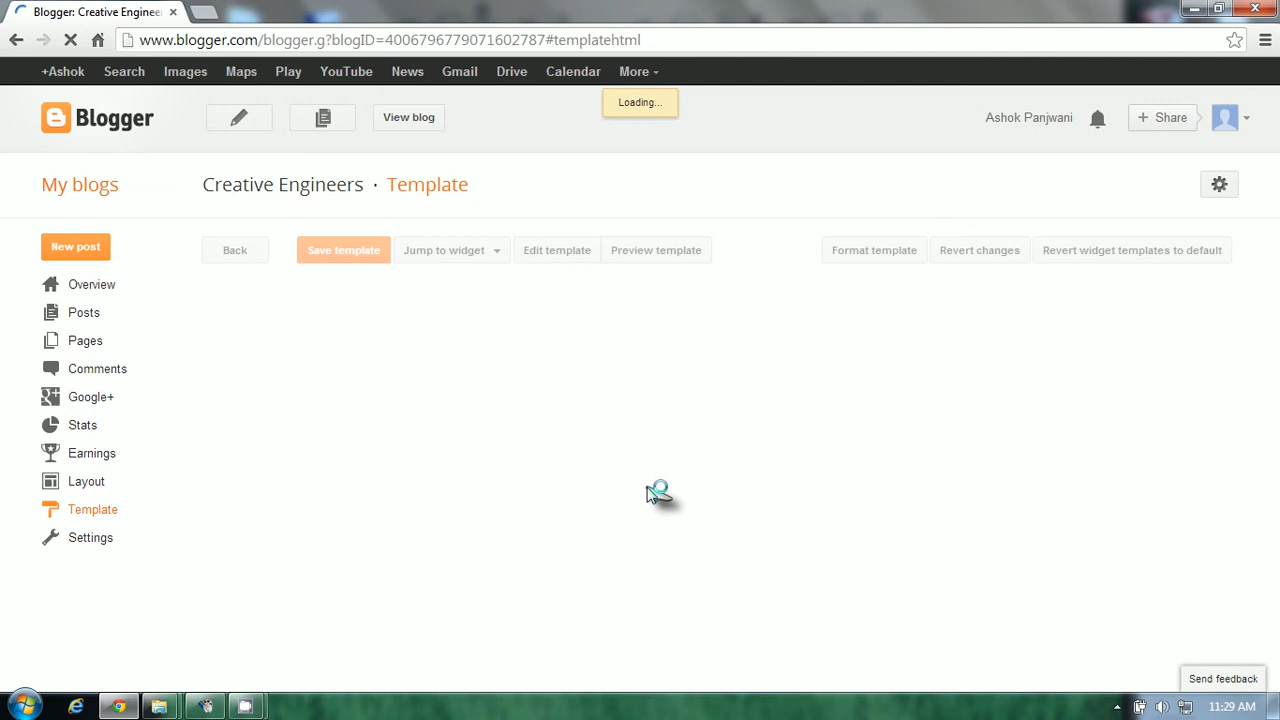 Blogger: Creative Enginee
www.blogger.com/blogger.g?blogID=4006796779071602787#templatehtml
+Ashok Search Images Maps Play YouTube News Gmail Drive Calendar More
Loading...
Blogger View blog Ashok Panjwani + Share
My blogs Creative Engineers · Template
New post Back Save template Jump to widget Edit template Preview template Format template Revert changes Revert widget templates to default
Overview
Posts
Pages
Comments
Google+
Stats
Earnings
Layout
Template
Settings
Send feedback
11:29 AM